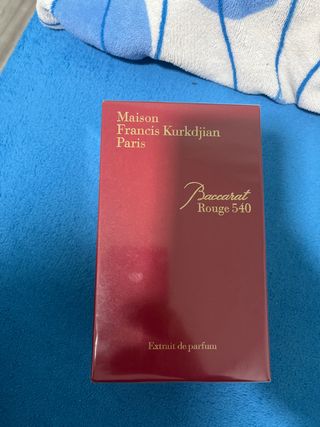 Maison
Francis Kurkdjian
Paris
Baccarat
Rouge 540
Extrait de parfum